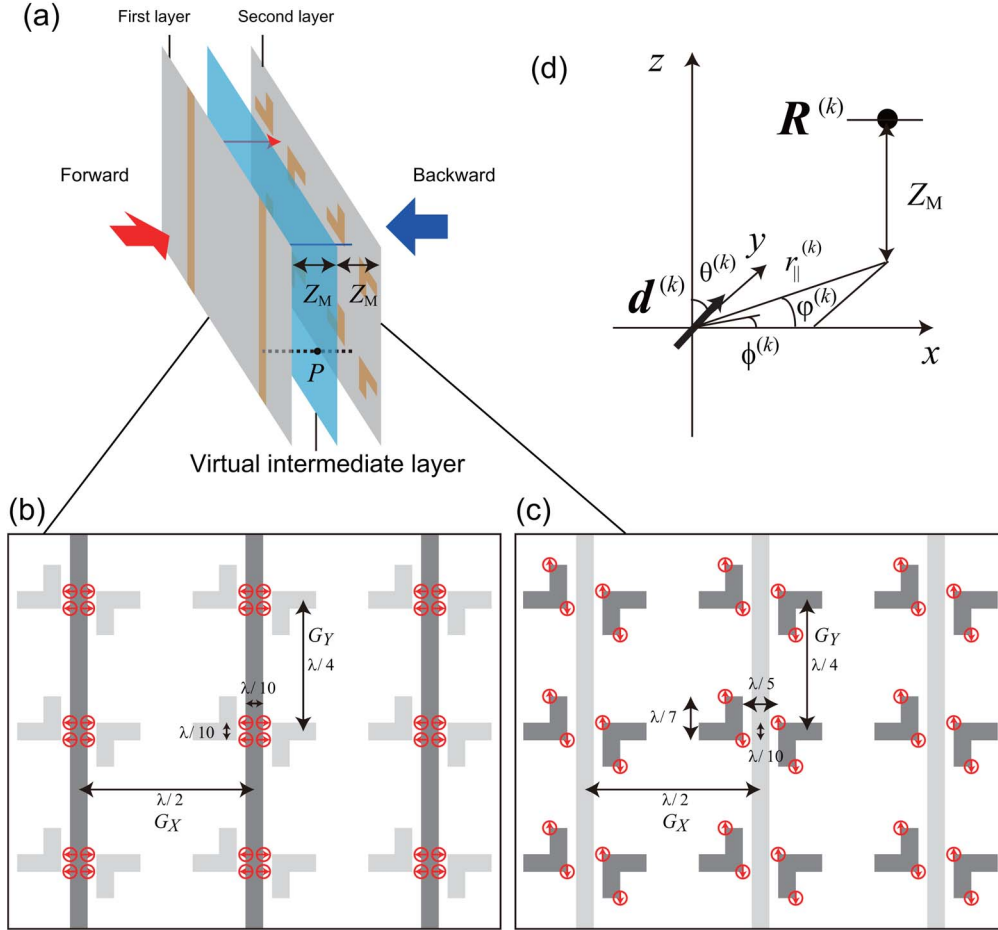 (a)
First layer
Second layer
Forward
Backward
Z_M
Z_M
P
Virtual intermediate layer
(d)
z
R^(k)
Z_M
y
θ^(k)
r_∥^(k)
d^(k)
φ^(k)
x
ϕ^(k)
(b)
G_Y
λ/4
λ/10
λ/10
λ/2
G_X
(c)
G_Y
λ/4
λ/5
λ/7
λ/10
λ/2
G_X